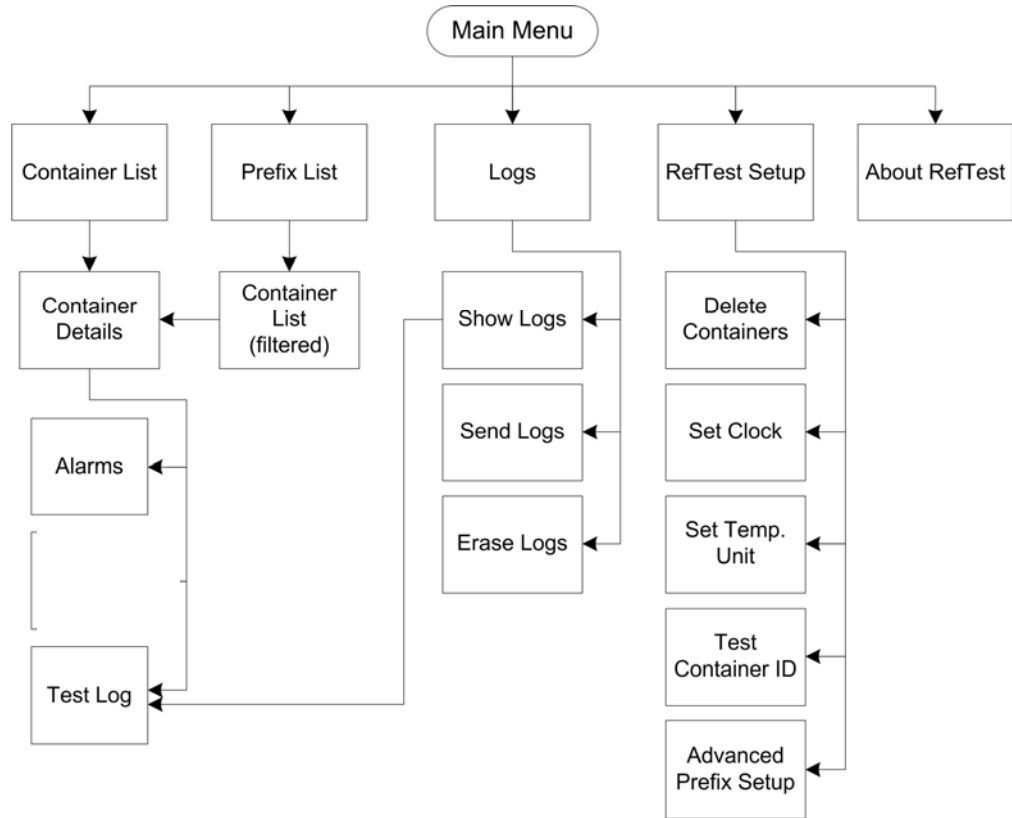 Main Menu
Container List
Prefix List
Logs
RefTest Setup
About RefTest
Container
Details
Container
List
(filtered)
Show Logs
Delete
Containers
Alarms
Send Logs
Set Clock
Erase Logs
Set Temp.
Unit
Test Log
Test
Container ID
Advanced
Prefix Setup